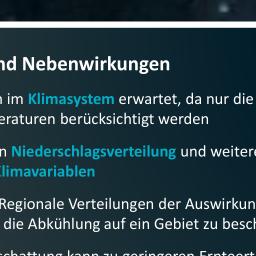 nd Nebenwirkungen
im Klimasystem erwartet, da nur die
eraturen berücksichtigt werden
n Niederschlagsverteilung und weitere
Klimavariablen
Regionale Verteilungen der Auswirkun
die Abkühlung auf ein Gebiet zu besch